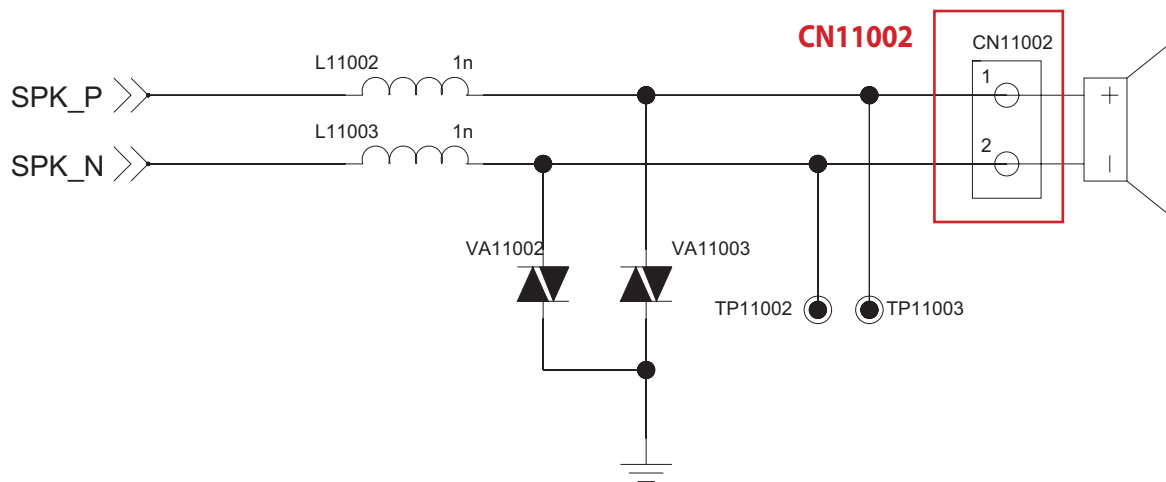 CN11002
CN11002
L11002 1n
SPK_P
1
+
L11003 1n
SPK_N
2
–
VA11002 VA11003
TP11002 TP11003